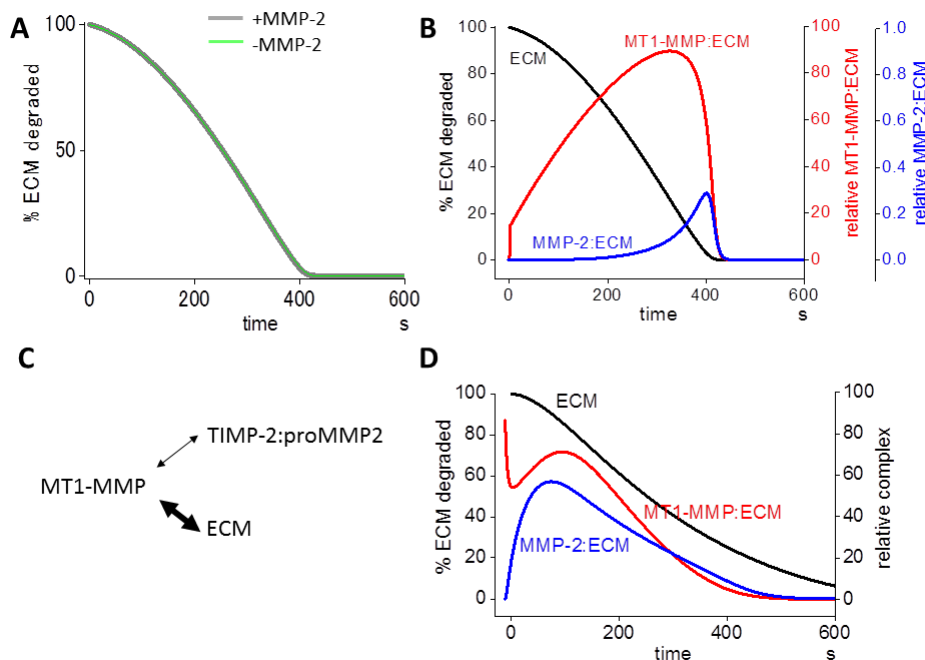 A
+MMP-2
-MMP-2
% ECM degraded
100
50
0
0 200 400 600
time s
B
ECM
MT1-MMP:ECM
MMP-2:ECM
% ECM degraded
100
80
60
40
20
0
0 200 400 600
time s
relative MT1-MMP:ECM
100
80
60
40
20
0
relative MMP-2:ECM
1.0
0.8
0.6
0.4
0.2
0.0
C
TIMP-2:proMMP2
MT1-MMP
ECM
D
ECM
MT1-MMP:ECM
MMP-2:ECM
% ECM degraded
100
80
60
40
20
0
0 200 400 600
time s
relative complex
100
80
60
40
20
0